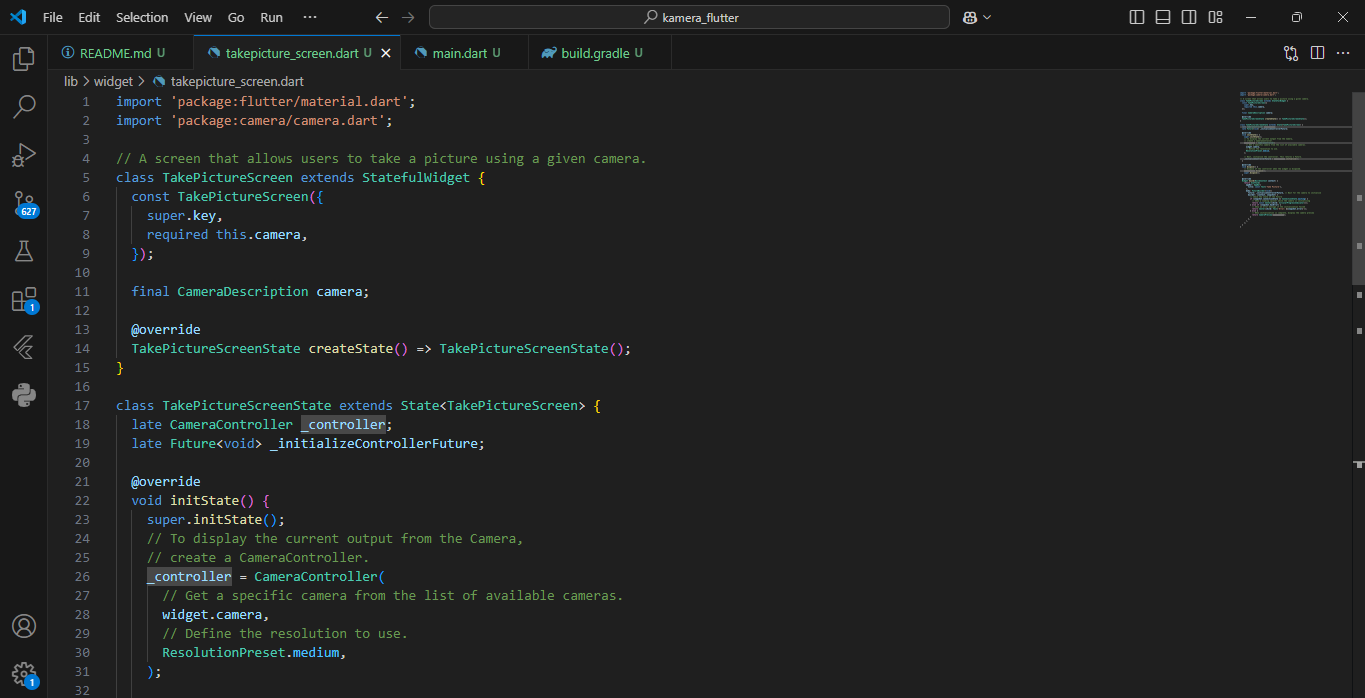 File Edit Selection View Go Run ··· kamera_flutter
README.md U takepicture_screen.dart U main.dart U build.gradle U
lib > widget > takepicture_screen.dart
1 import 'package:flutter/material.dart';
2 import 'package:camera/camera.dart';
3
4 // A screen that allows users to take a picture using a given camera.
5 class TakePictureScreen extends StatefulWidget {
6 const TakePictureScreen({
7 super.key,
8 required this.camera,
9 });
10
11 final CameraDescription camera;
12
13 @override
14 TakePictureScreenState createState() => TakePictureScreenState();
15 }
16
17 class TakePictureScreenState extends State<TakePictureScreen> {
18 late CameraController _controller;
19 late Future<void> _initializeControllerFuture;
20
21 @override
22 void initState() {
23 super.initState();
24 // To display the current output from the Camera,
25 // create a CameraController.
26 _controller = CameraController(
27 // Get a specific camera from the list of available cameras.
28 widget.camera,
29 // Define the resolution to use.
30 ResolutionPreset.medium,
31 );
32
627
1
1